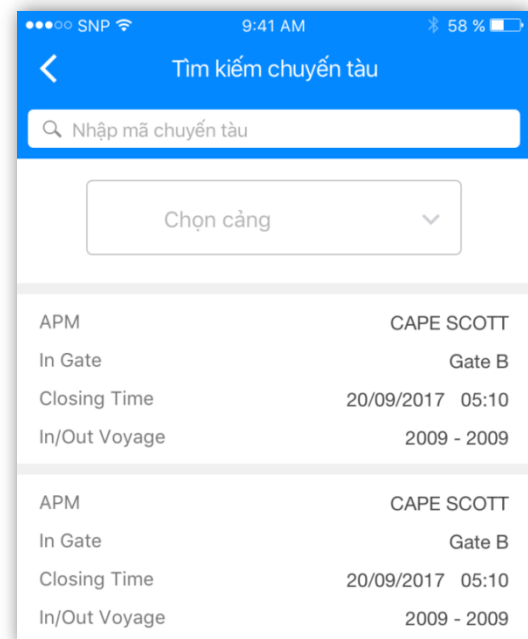 SNP 9:41 AM 58 %
Tìm kiếm chuyến tàu
Nhập mã chuyến tàu
Chọn cảng
APM CAPE SCOTT
In Gate Gate B
Closing Time 20/09/2017 05:10
In/Out Voyage 2009 - 2009
APM CAPE SCOTT
In Gate Gate B
Closing Time 20/09/2017 05:10
In/Out Voyage 2009 - 2009